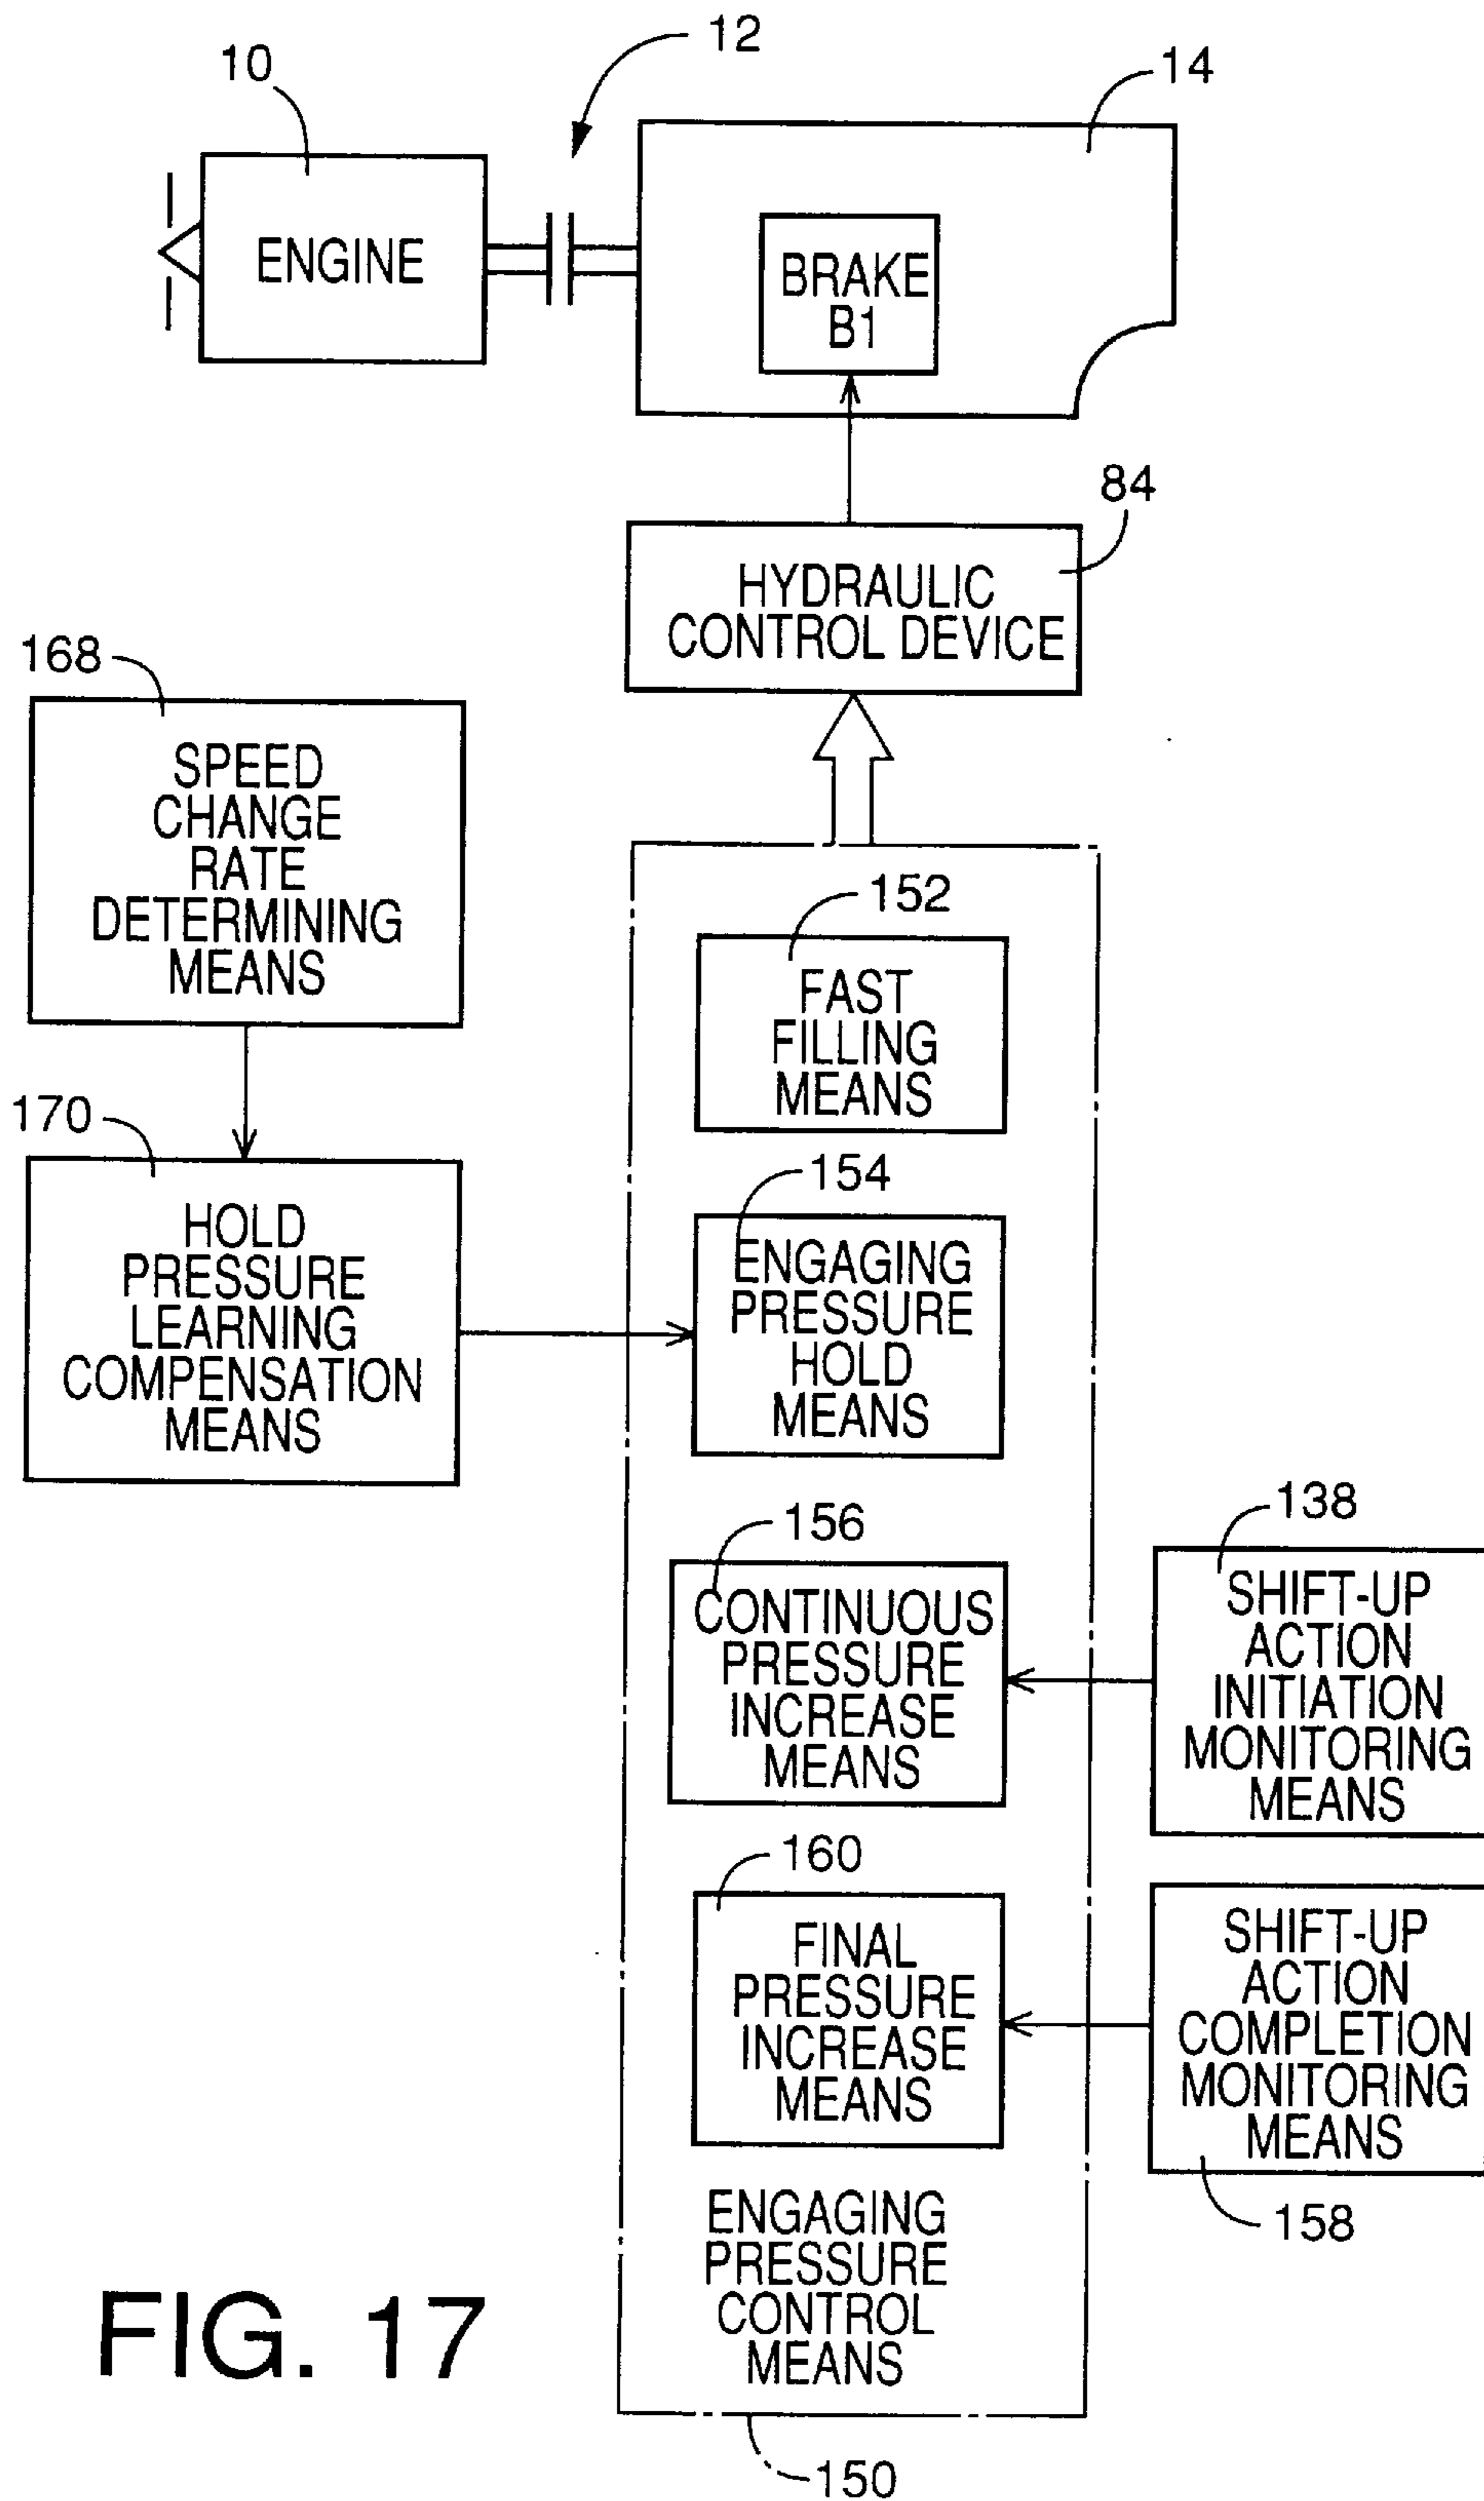 12
10
14
ENGINE
BRAKE
B1
84
HYDRAULIC
CONTROL DEVICE
168
SPEED
CHANGE
RATE
DETERMINING
MEANS
152
FAST
FILLING
MEANS
170
HOLD
PRESSURE
LEARNING
COMPENSATION
MEANS
154
ENGAGING
PRESSURE
HOLD
MEANS
156
CONTINUOUS
PRESSURE
INCREASE
MEANS
138
SHIFT-UP
ACTION
INITIATION
MONITORING
MEANS
160
FINAL
PRESSURE
INCREASE
MEANS
SHIFT-UP
ACTION
COMPLETION
MONITORING
MEANS
158
ENGAGING
PRESSURE
CONTROL
MEANS
150
FIG. 17